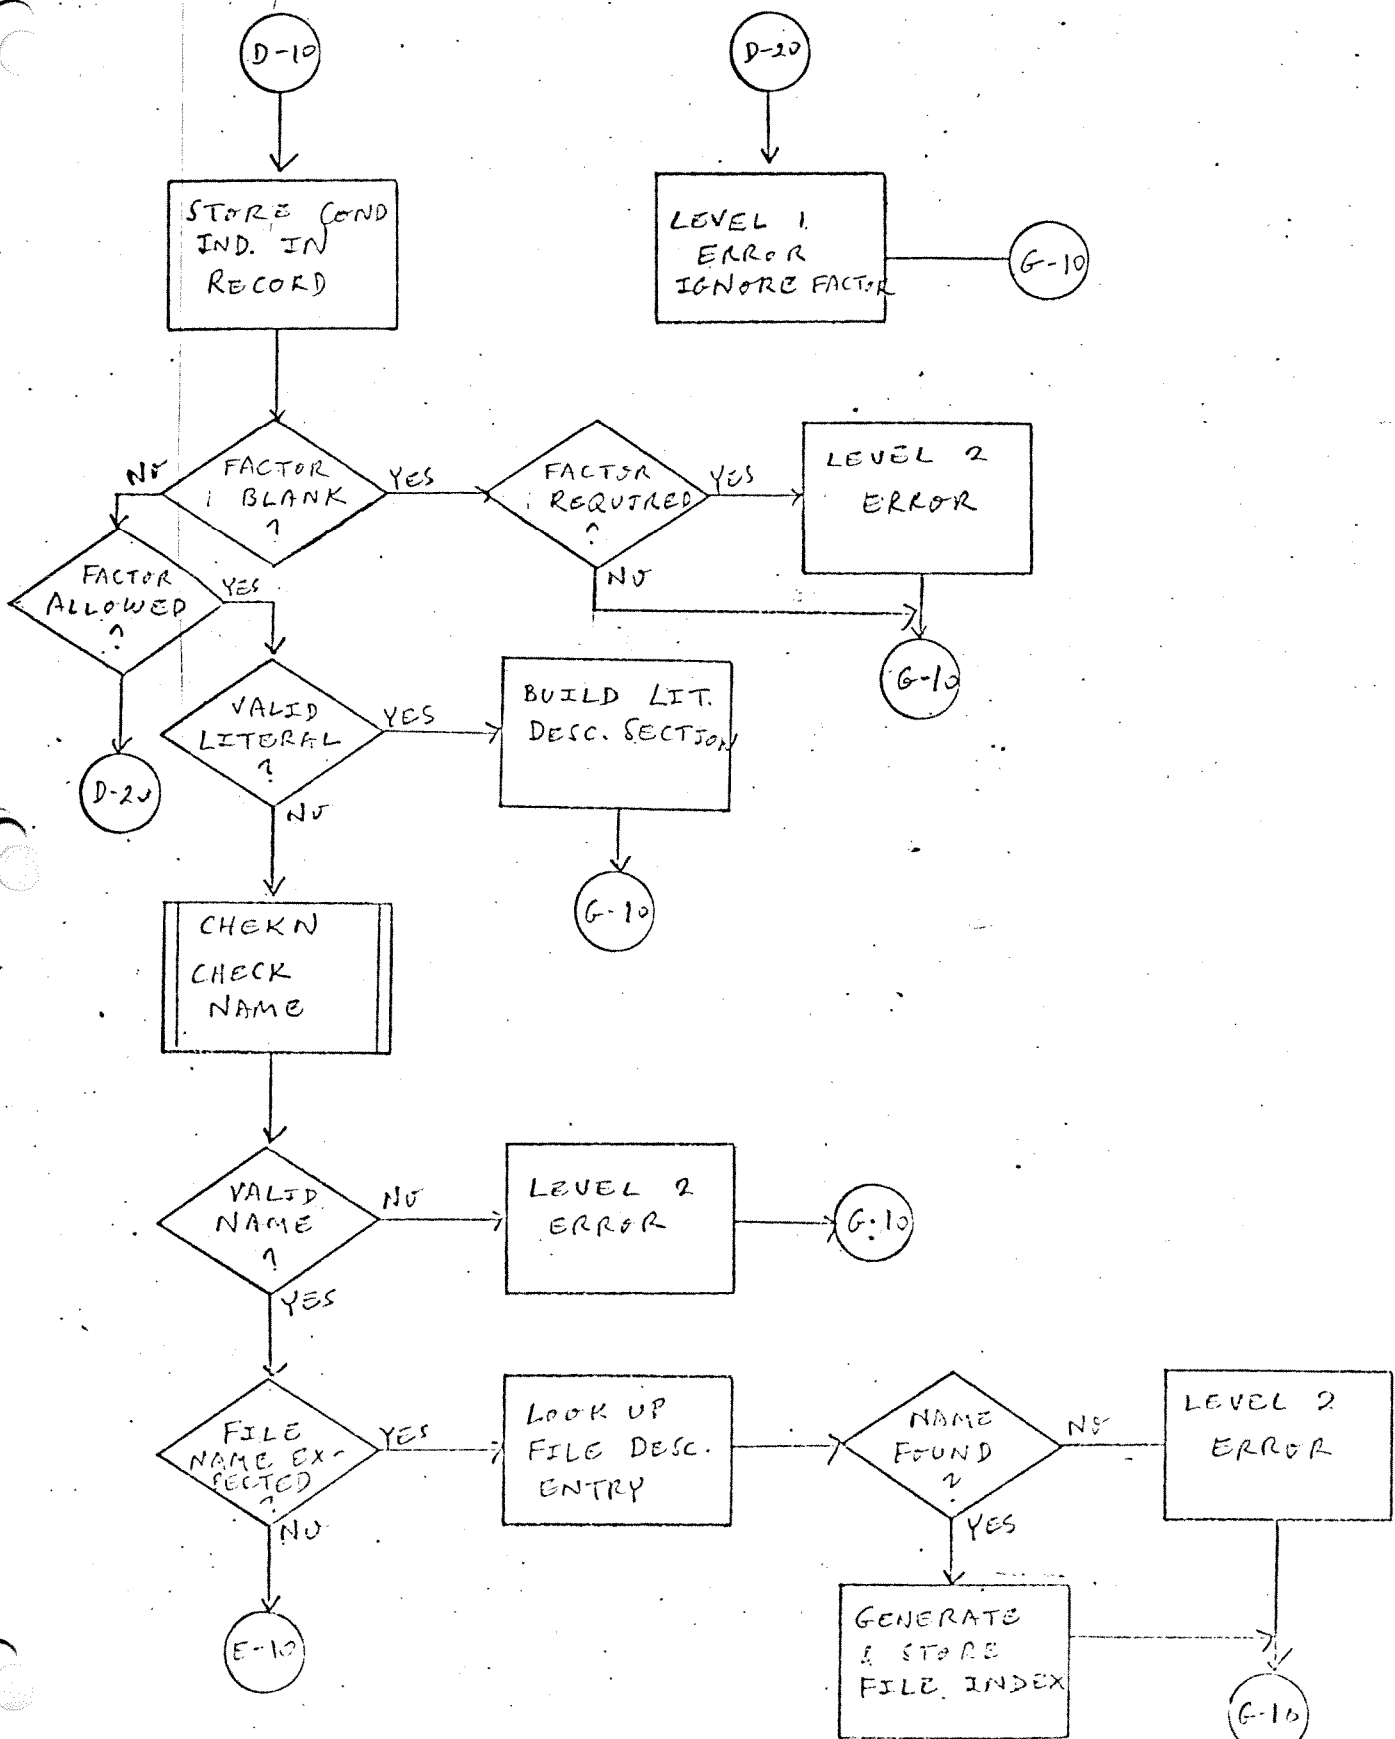 D-10
D-20
STORE COND
IND. IN
RECORD
LEVEL 1
ERROR
IGNORE FACTOR
G-10
NO
FACTOR
1 BLANK
?
YES
FACTOR
1 REQUIRED
?
YES
LEVEL 2
ERROR
NO
G-10
FACTOR
ALLOWED
?
YES
D-20
VALID
LITERAL
?
YES
BUILD LIT.
DESC. SECTION
NO
G-10
CHEKN
CHECK
NAME
VALID
NAME
?
NO
LEVEL 2
ERROR
G-10
YES
FILE
NAME EX-
PECTED
?
YES
LOOK UP
FILE DESC.
ENTRY
NAME
FOUND
?
NO
LEVEL 2
ERROR
NO
YES
E-10
GENERATE
& STORE
FILE INDEX
G-10